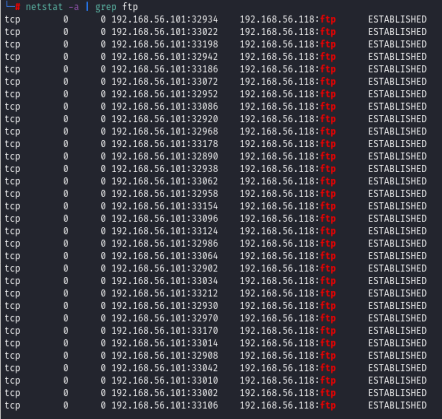 └─# netstat -a | grep ftp
tcp 0 0 192.168.56.101:32934 192.168.56.118:ftp ESTABLISHED
tcp 0 0 192.168.56.101:33022 192.168.56.118:ftp ESTABLISHED
tcp 0 0 192.168.56.101:33198 192.168.56.118:ftp ESTABLISHED
tcp 0 0 192.168.56.101:32942 192.168.56.118:ftp ESTABLISHED
tcp 0 0 192.168.56.101:33186 192.168.56.118:ftp ESTABLISHED
tcp 0 0 192.168.56.101:33072 192.168.56.118:ftp ESTABLISHED
tcp 0 0 192.168.56.101:32952 192.168.56.118:ftp ESTABLISHED
tcp 0 0 192.168.56.101:33086 192.168.56.118:ftp ESTABLISHED
tcp 0 0 192.168.56.101:32920 192.168.56.118:ftp ESTABLISHED
tcp 0 0 192.168.56.101:32968 192.168.56.118:ftp ESTABLISHED
tcp 0 0 192.168.56.101:33178 192.168.56.118:ftp ESTABLISHED
tcp 0 0 192.168.56.101:32890 192.168.56.118:ftp ESTABLISHED
tcp 0 0 192.168.56.101:32938 192.168.56.118:ftp ESTABLISHED
tcp 0 0 192.168.56.101:33062 192.168.56.118:ftp ESTABLISHED
tcp 0 0 192.168.56.101:32958 192.168.56.118:ftp ESTABLISHED
tcp 0 0 192.168.56.101:33154 192.168.56.118:ftp ESTABLISHED
tcp 0 0 192.168.56.101:33096 192.168.56.118:ftp ESTABLISHED
tcp 0 0 192.168.56.101:33124 192.168.56.118:ftp ESTABLISHED
tcp 0 0 192.168.56.101:32986 192.168.56.118:ftp ESTABLISHED
tcp 0 0 192.168.56.101:33064 192.168.56.118:ftp ESTABLISHED
tcp 0 0 192.168.56.101:32902 192.168.56.118:ftp ESTABLISHED
tcp 0 0 192.168.56.101:33034 192.168.56.118:ftp ESTABLISHED
tcp 0 0 192.168.56.101:33212 192.168.56.118:ftp ESTABLISHED
tcp 0 0 192.168.56.101:32930 192.168.56.118:ftp ESTABLISHED
tcp 0 0 192.168.56.101:32970 192.168.56.118:ftp ESTABLISHED
tcp 0 0 192.168.56.101:33170 192.168.56.118:ftp ESTABLISHED
tcp 0 0 192.168.56.101:33014 192.168.56.118:ftp ESTABLISHED
tcp 0 0 192.168.56.101:32908 192.168.56.118:ftp ESTABLISHED
tcp 0 0 192.168.56.101:33042 192.168.56.118:ftp ESTABLISHED
tcp 0 0 192.168.56.101:33010 192.168.56.118:ftp ESTABLISHED
tcp 0 0 192.168.56.101:33002 192.168.56.118:ftp ESTABLISHED
tcp 0 0 192.168.56.101:33106 192.168.56.118:ftp ESTABLISHED